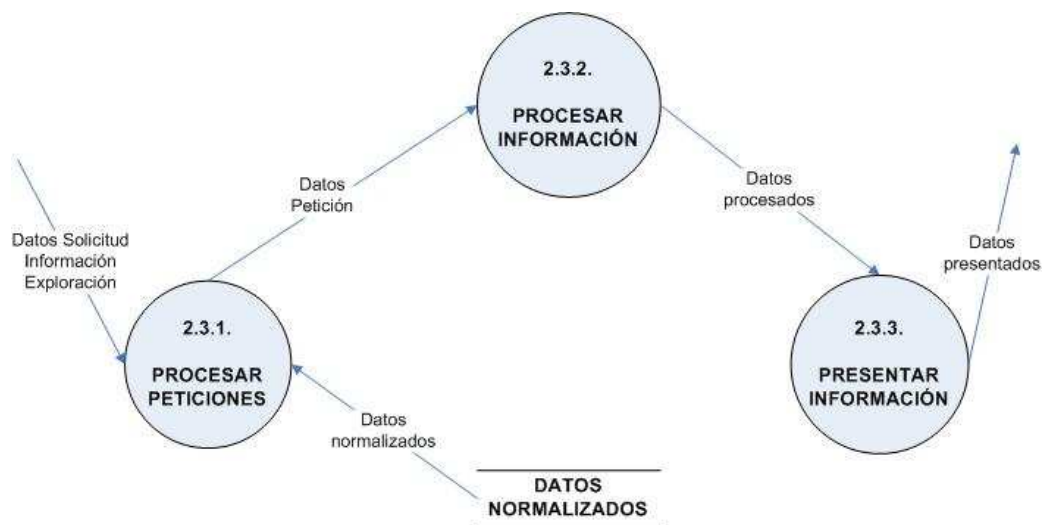 2.3.2.
PROCESAR
INFORMACIÓN
Datos
Petición
Datos
procesados
Datos Solicitud
Información
Exploración
Datos
presentados
2.3.1.
PROCESAR
PETICIONES
2.3.3.
PRESENTAR
INFORMACIÓN
Datos
normalizados
DATOS
NORMALIZADOS